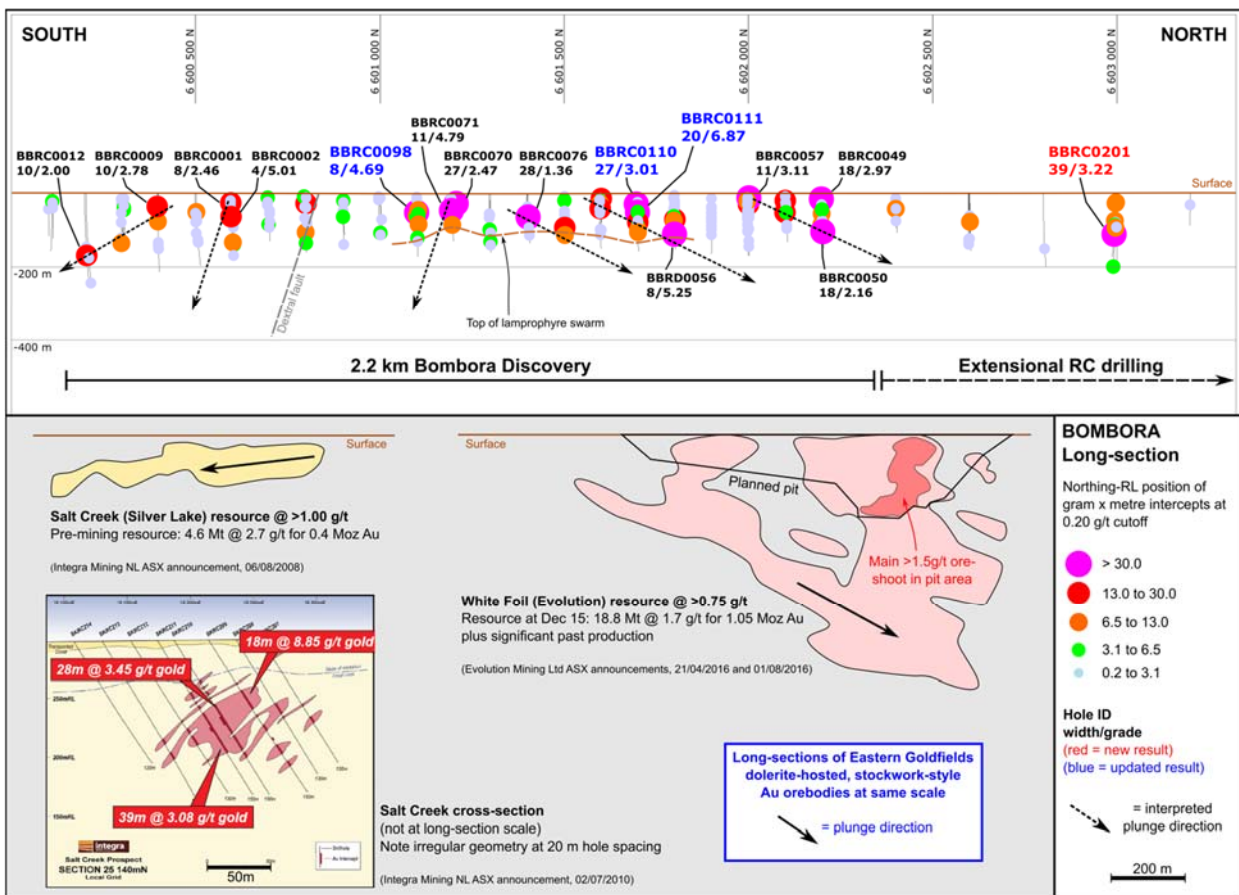 SOUTH
NORTH
6 600 500 N
6 601 000 N
6 601 500 N
6 602 000 N
6 602 500 N
6 603 000 N
BBRC0012
10/2.00
BBRC0009
10/2.78
BBRC0001
8/2.46
BBRC0002
4/5.01
BBRC0098
8/4.69
BBRC0071
11/4.79
BBRC0070
27/2.47
BBRC0076
28/1.36
BBRC0110
27/3.01
BBRC0111
20/6.87
BBRC0057
11/3.11
BBRC0049
18/2.97
BBRC0201
39/3.22
Surface
-200 m
Dextral fault
Top of lamprophyre swarm
BBRD0056
8/5.25
BBRC0050
18/2.16
-400 m
2.2 km Bombora Discovery
Extensional RC drilling
Surface
Salt Creek (Silver Lake) resource @ >1.00 g/t
Pre-mining resource: 4.6 Mt @ 2.7 g/t for 0.4 Moz Au
(Integra Mining NL ASX announcement, 06/08/2008)
Surface
Planned pit
Main >1.5g/t ore-
shoot in pit area
White Foil (Evolution) resource @ >0.75 g/t
Resource at Dec 15: 18.8 Mt @ 1.7 g/t for 1.05 Moz Au
plus significant past production
(Evolution Mining Ltd ASX announcements, 21/04/2016 and 01/08/2016)
18m @ 8.85 g/t gold
28m @ 3.45 g/t gold
39m @ 3.08 g/t gold
integra
Salt Creek Prospect
SECTION 25 140mN
Local Grid
50m
Salt Creek cross-section
(not at long-section scale)
Note irregular geometry at 20 m hole spacing
(Integra Mining NL ASX announcement, 02/07/2010)
Long-sections of Eastern Goldfields
dolerite-hosted, stockwork-style
Au orebodies at same scale
= plunge direction
BOMBORA
Long-section
Northing-RL position of
gram x metre intercepts at
0.20 g/t cutoff
> 30.0
13.0 to 30.0
6.5 to 13.0
3.1 to 6.5
0.2 to 3.1
Hole ID
width/grade
(red = new result)
(blue = updated result)
= interpreted
plunge direction
200 m